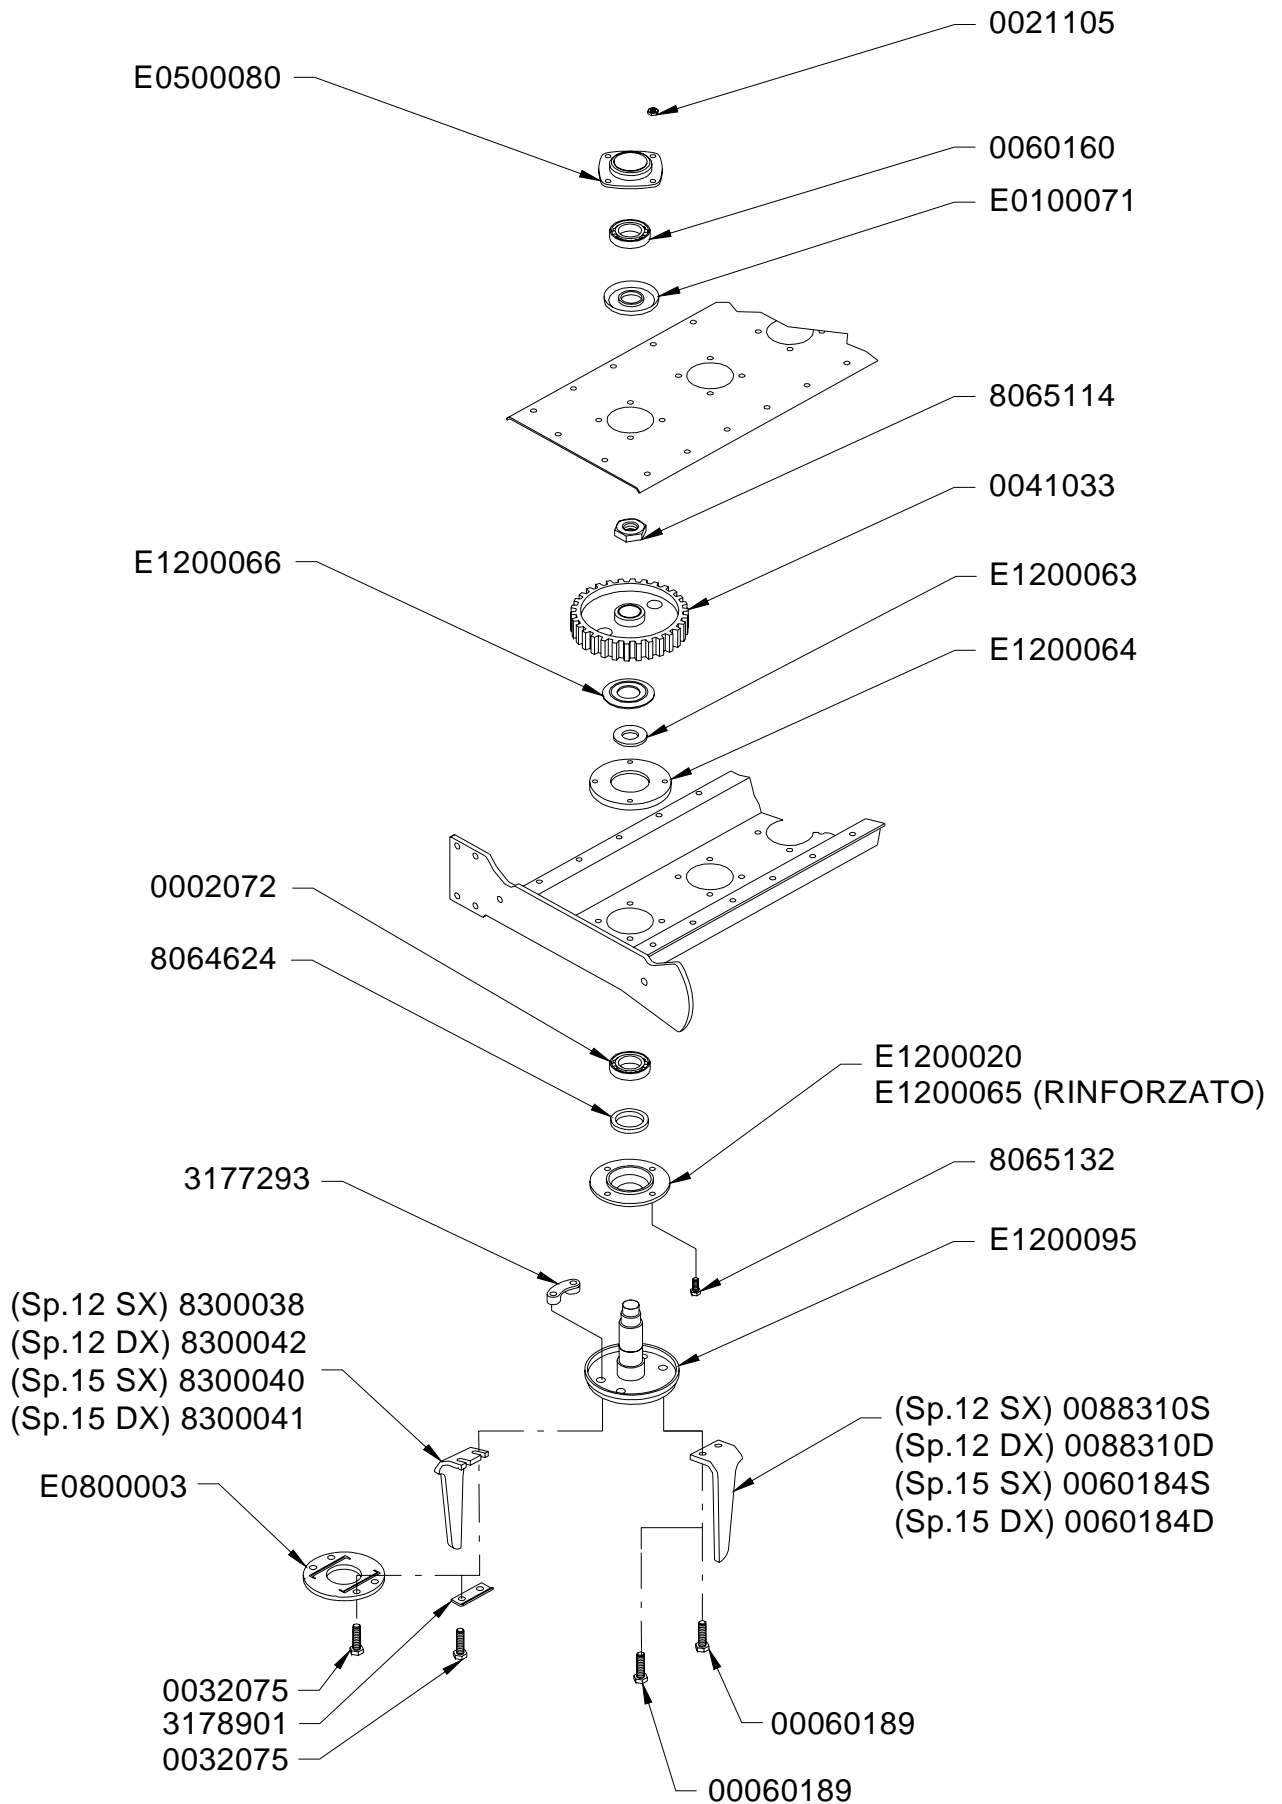 0021105
E0500080
0060160
E0100071
8065114
0041033
E1200066
E1200063
E1200064
0002072
8064624
E1200020
E1200065 (RINFORZATO)
3177293
8065132
E1200095
(Sp.12 SX) 8300038
(Sp.12 DX) 8300042
(Sp.15 SX) 8300040
(Sp.15 DX) 8300041
(Sp.12 SX) 0088310S
(Sp.12 DX) 0088310D
(Sp.15 SX) 0060184S
(Sp.15 DX) 0060184D
E0800003
0032075
3178901
0032075
00060189
00060189